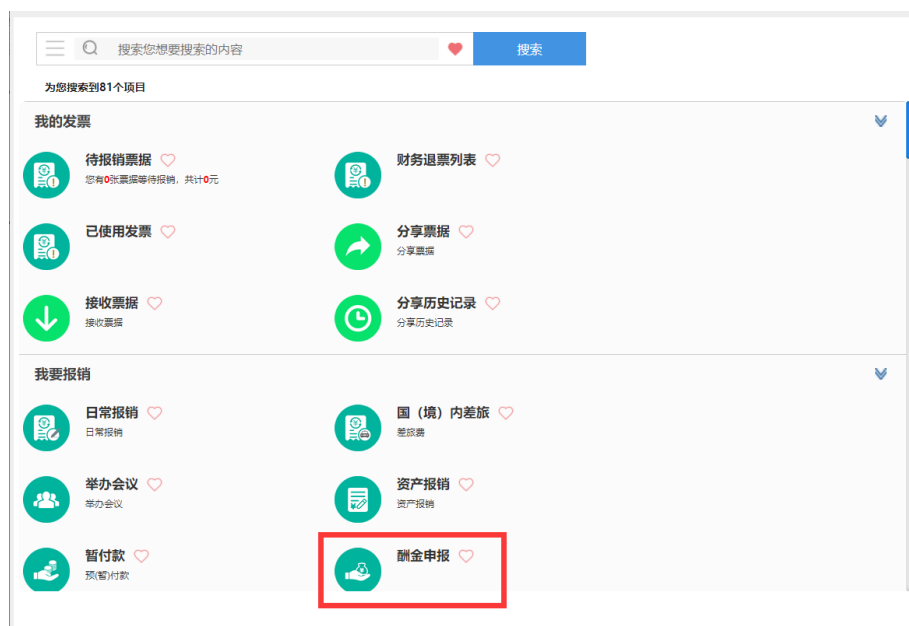 搜索您想要搜索的内容
搜索
为您搜索到81个项目
我的发票
待报销票据
您有0张票据等待报销，共计0元
财务退票列表
已使用发票
分享票据
分享票据
接收票据
接收票据
分享历史记录
分享历史记录
我要报销
日常报销
日常报销
国（境）内差旅
差旅费
举办会议
举办会议
资产报销
资产报销
暂付款
预(暂)付款
酬金申报